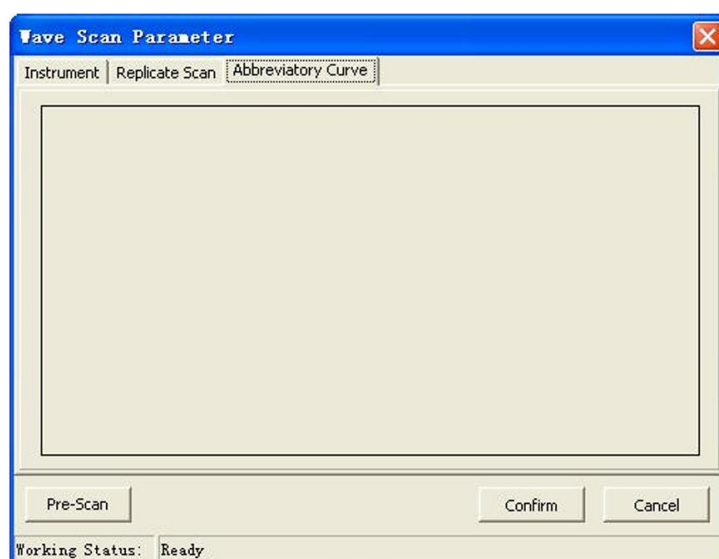 Wave Scan Parameter
Instrument Replicate Scan Abbreviatory Curve
Pre-Scan Confirm Cancel
Working Status: Ready